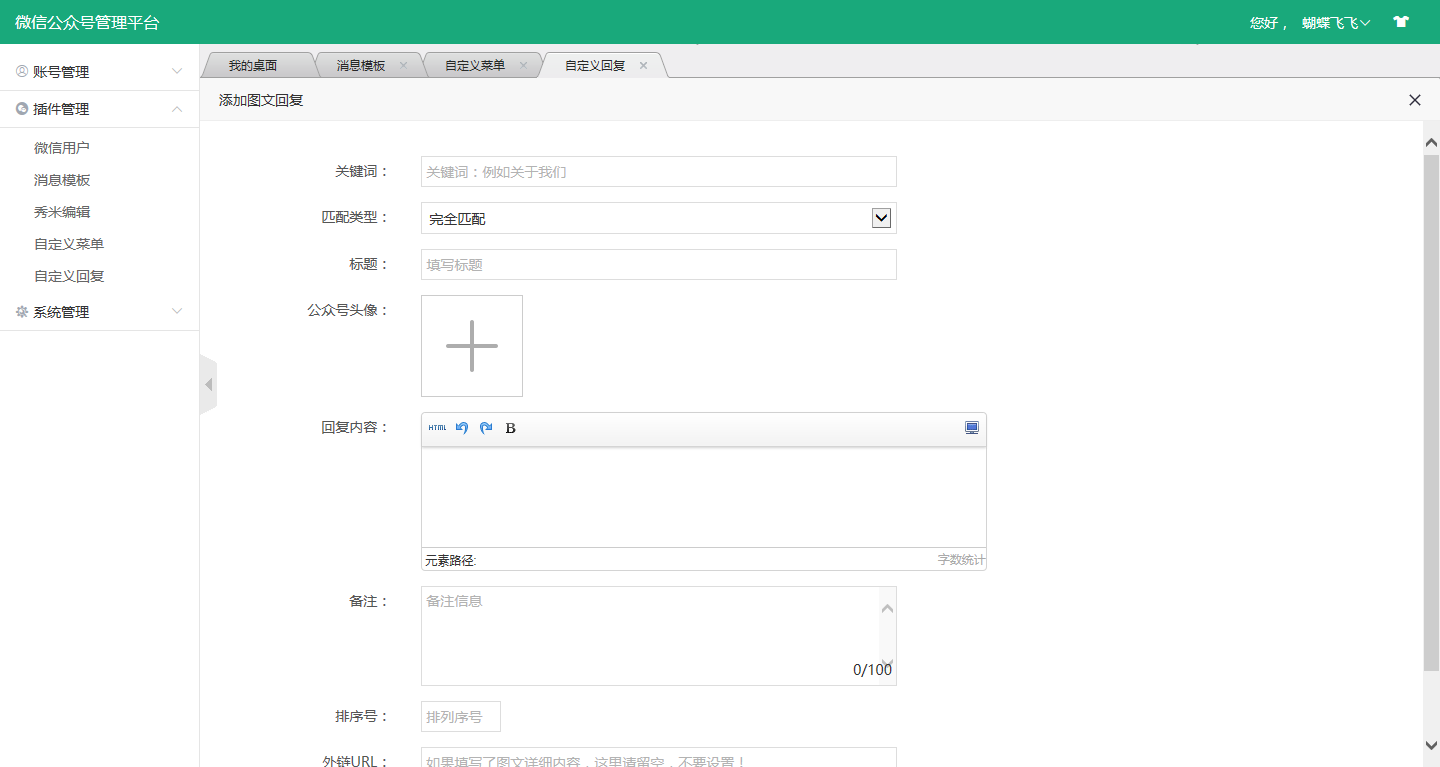 微信公众号管理平台
您好， 蝴蝶飞飞
账号管理
插件管理
微信用户
消息模板
秀米编辑
自定义菜单
自定义回复
系统管理
我的桌面 消息模板 自定义菜单 自定义回复
添加图文回复
关键词： 关键词：例如关于我们
匹配类型： 完全匹配
标题： 填写标题
公众号头像：
回复内容： HTML B
元素路径: 字数统计
备注： 备注信息
0/100
排序号： 排列序号
外链URL： 如果填写了图文详细内容，这里请留空，不要设置！